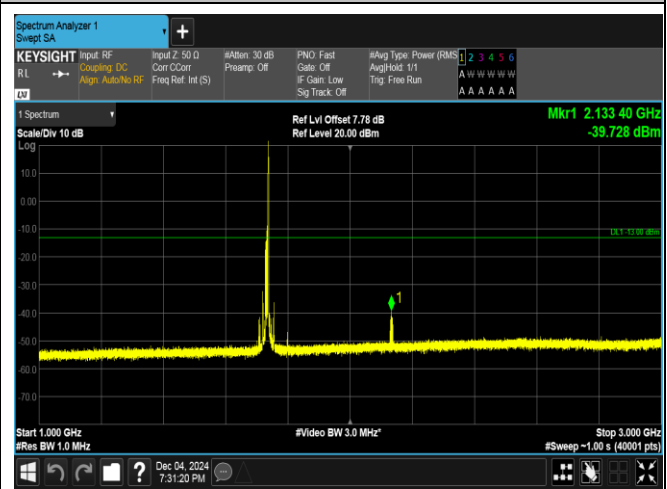 Spectrum Analyzer 1
Swept SA
+
KEYSIGHT
RL
LXI
Input: RF
Coupling: DC
Align: Auto/No RF
Input Z: 50 Ω
Corr CCorr
Freq Ref: Int (S)
#Atten: 30 dB
Preamp: Off
PNO: Fast
Gate: Off
IF Gain: Low
Sig Track: Off
#Avg Type: Power (RMS
Avg|Hold: 1/1
Trig: Free Run
1 2 3 4 5 6
A W W W W W
A A A A A A
1 Spectrum
Scale/Div 10 dB
Ref Lvl Offset 7.78 dB
Ref Level 20.00 dBm
Mkr1 2.133 40 GHz
-39.728 dBm
Log
10.0
0.00
-10.0
DL1 -13.00 dBm
-20.0
-30.0
1
-40.0
-50.0
-60.0
-70.0
Start 1.000 GHz
#Video BW 3.0 MHz*
Stop 3.000 GHz
#Res BW 1.0 MHz
#Sweep ~1.00 s (40001 pts)
?
Dec 04, 2024
7:31:20 PM